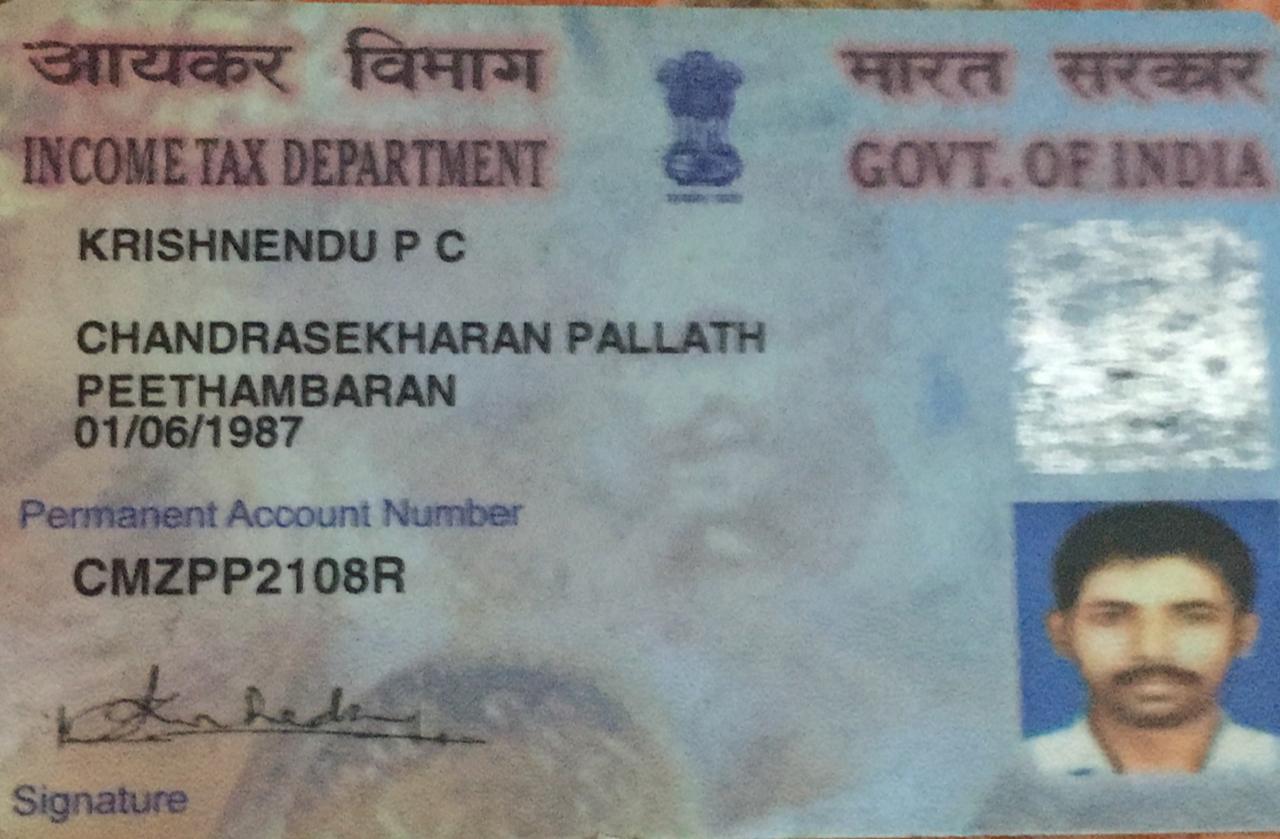 आयकर विभाग
भारत सरकार
INCOME TAX DEPARTMENT
GOVT. OF INDIA
KRISHNENDU P C
CHANDRASEKHARAN PALLATH
PEETHAMBARAN
01/06/1987
Permanent Account Number
CMZPP2108R
Signature